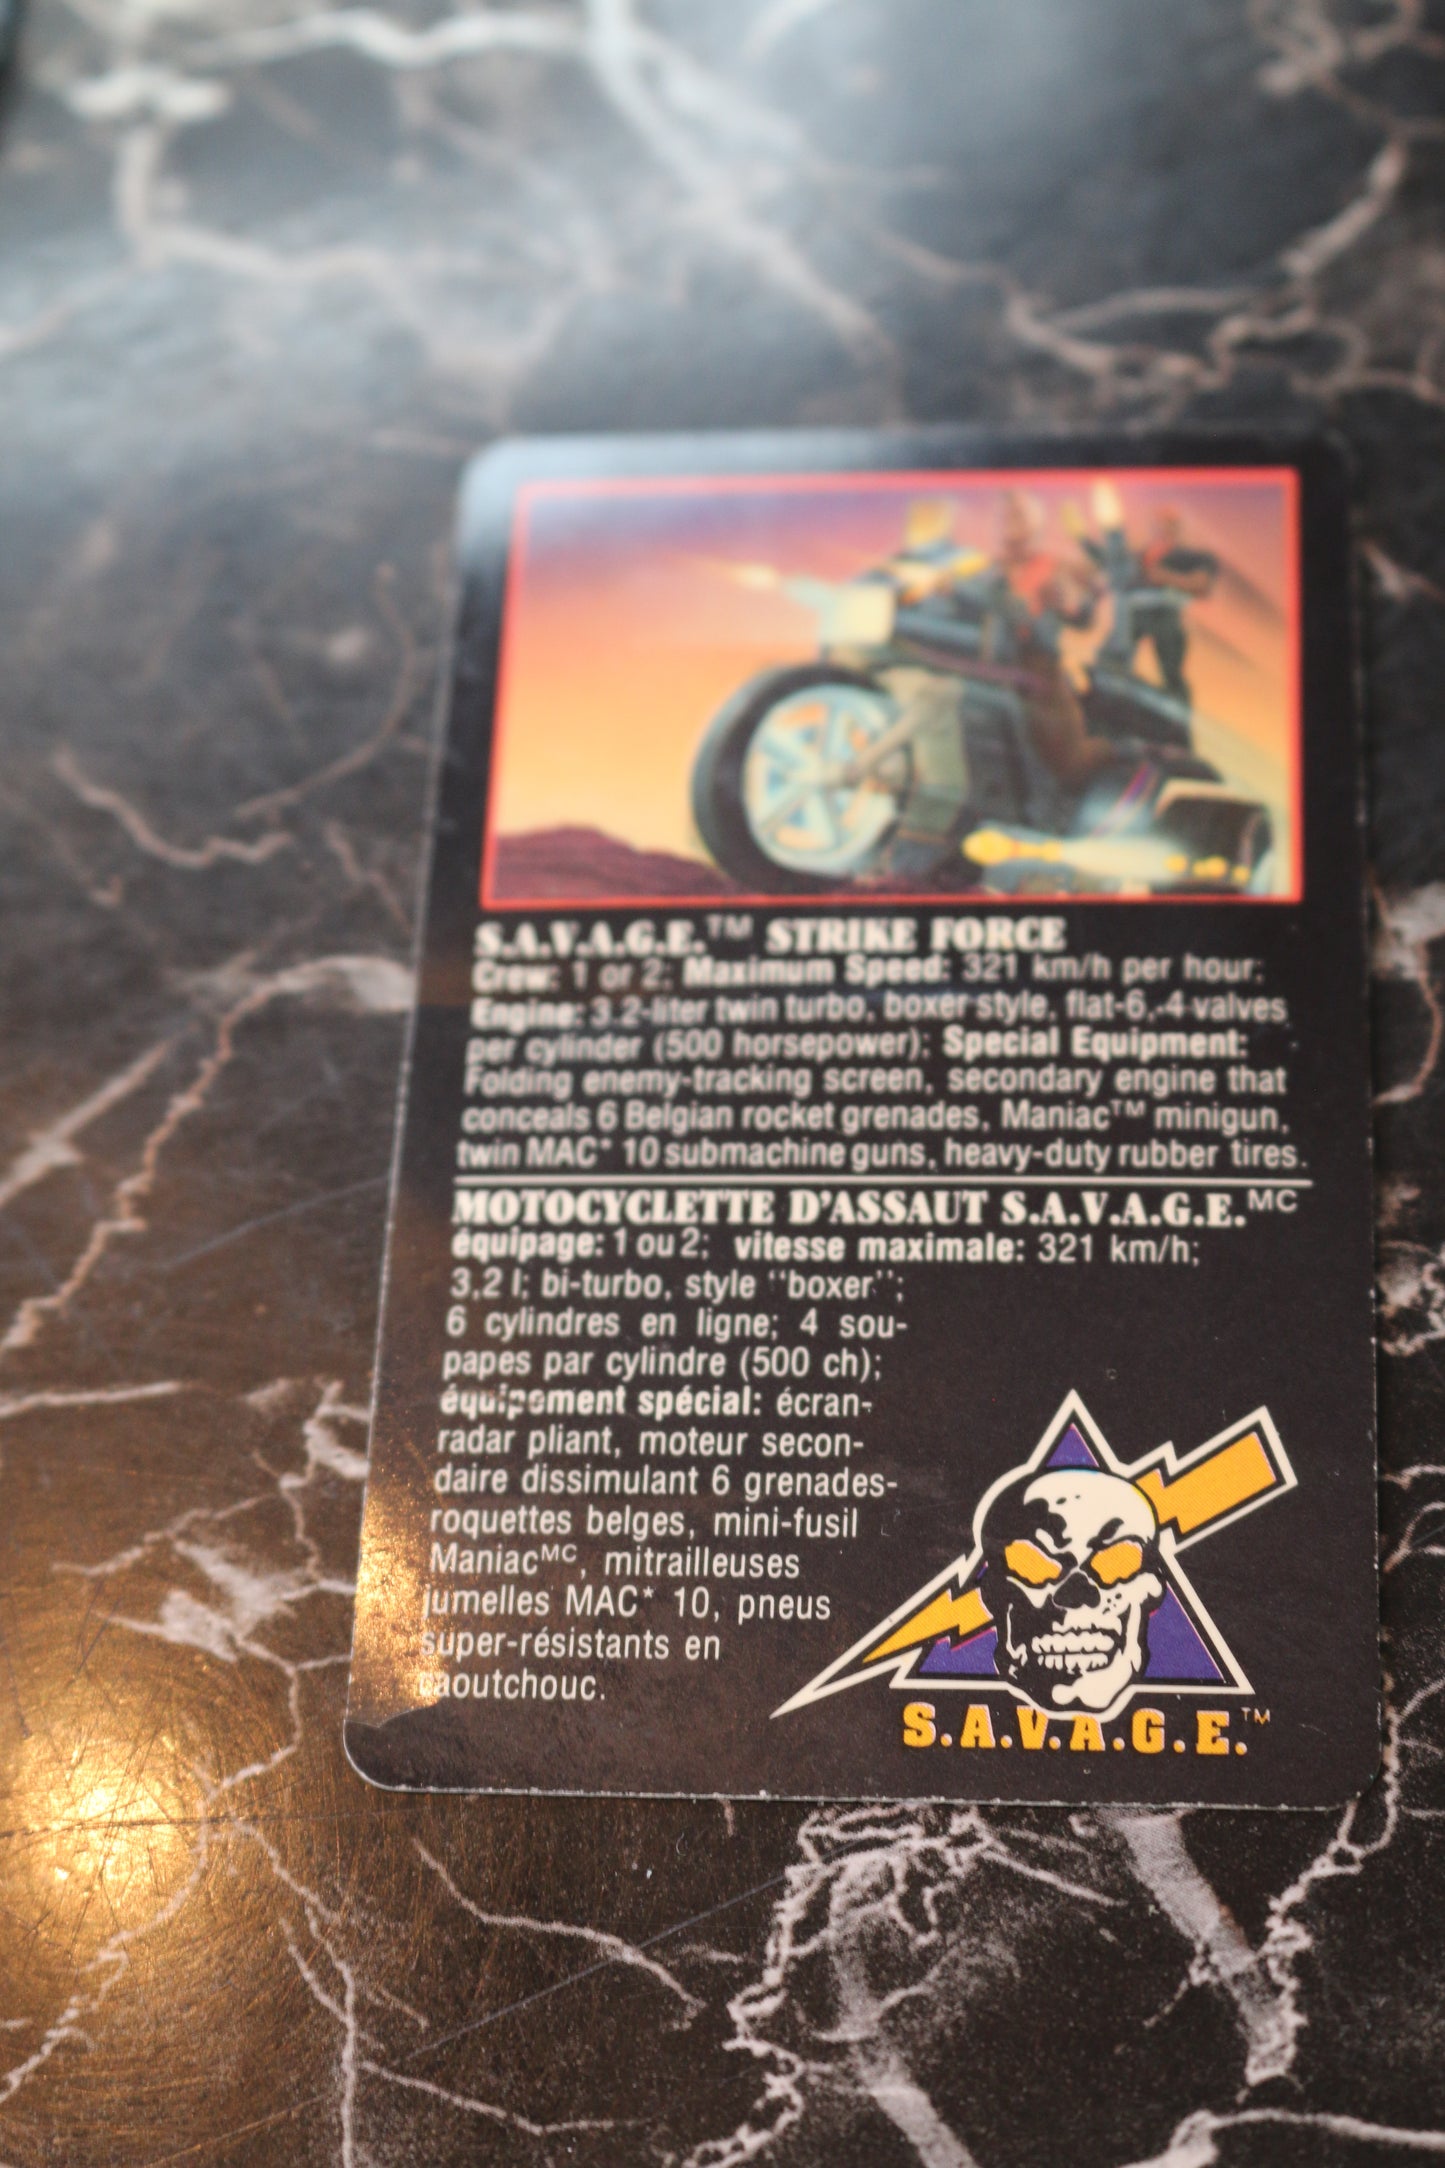 S.A.V.A.G.E.™ STRIKE FORCE
Crew: 1 or 2; Maximum Speed: 321 km/h per hour;
Engine: 3.2-liter twin turbo, boxer style, flat-6, 4 valves
per cylinder (500 horsepower); Special Equipment:
Folding enemy-tracking screen, secondary engine that
conceals 6 Belgian rocket grenades, Maniac™ minigun,
twin MAC* 10 submachine guns, heavy-duty rubber tires.
MOTOCYCLETTE D'ASSAUT S.A.V.A.G.E.MC
équipage: 1 ou 2; vitesse maximale: 321 km/h;
3,2 l; bi-turbo, style "boxer";
6 cylindres en ligne; 4 sou-
papes par cylindre (500 ch);
équipement spécial: écran-
radar pliant, moteur secon-
daire dissimulant 6 grenades-
roquettes belges, mini-fusil
ManiacMC, mitrailleuses
jumelles MAC* 10, pneus
super-résistants en
caoutchouc.
S.A.V.A.G.E.™